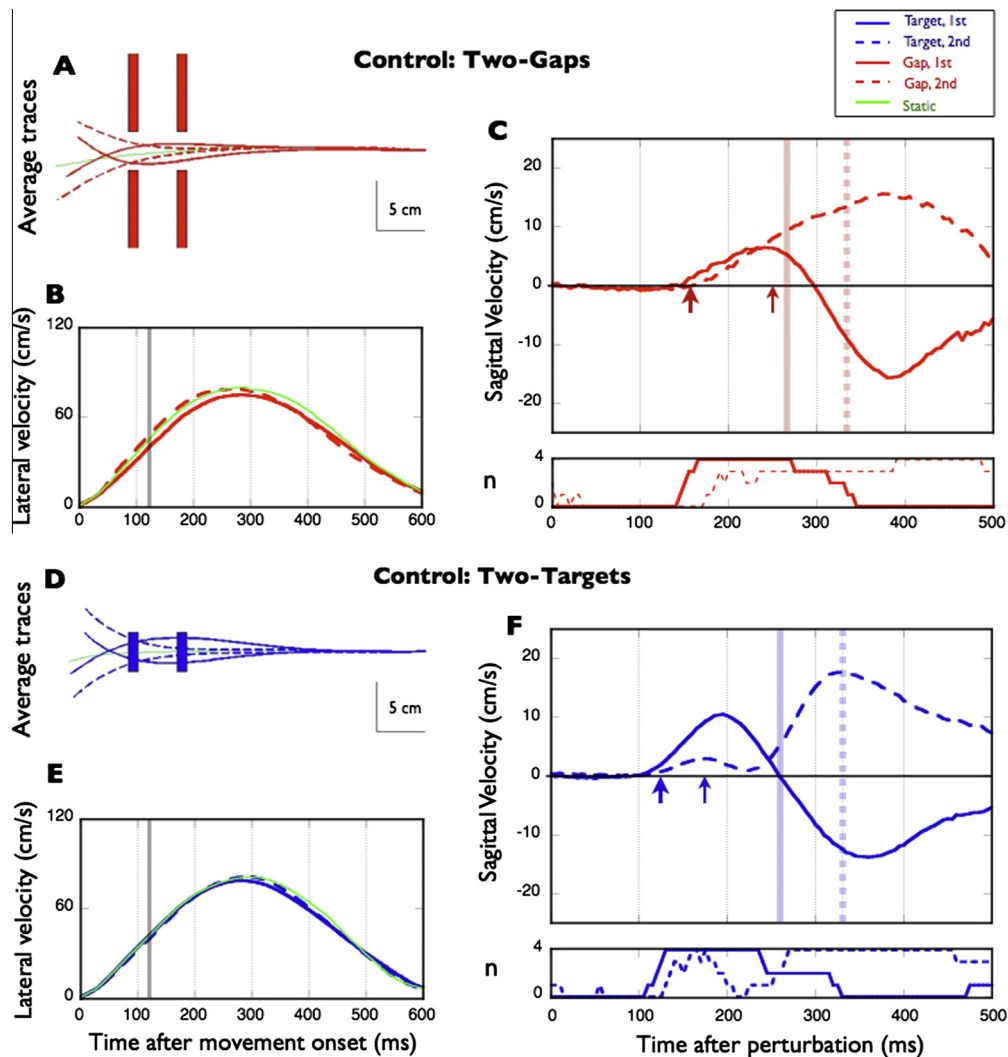 Target, 1st
Target, 2nd
Gap, 1st
Gap, 2nd
Static
A
Control: Two-Gaps
Average traces
5 cm
B
Lateral velocity (cm/s)
120
60
0
0 100 200 300 400 500 600
C
Sagittal Velocity (cm/s)
20
10
0
-10
-20
n
4
0
0 100 200 300 400 500
D
Control: Two-Targets
Average traces
5 cm
E
Lateral velocity (cm/s)
120
60
0
0 100 200 300 400 500 600
Time after movement onset (ms)
F
Sagittal Velocity (cm/s)
20
10
0
-10
-20
n
4
0
0 100 200 300 400 500
Time after perturbation (ms)